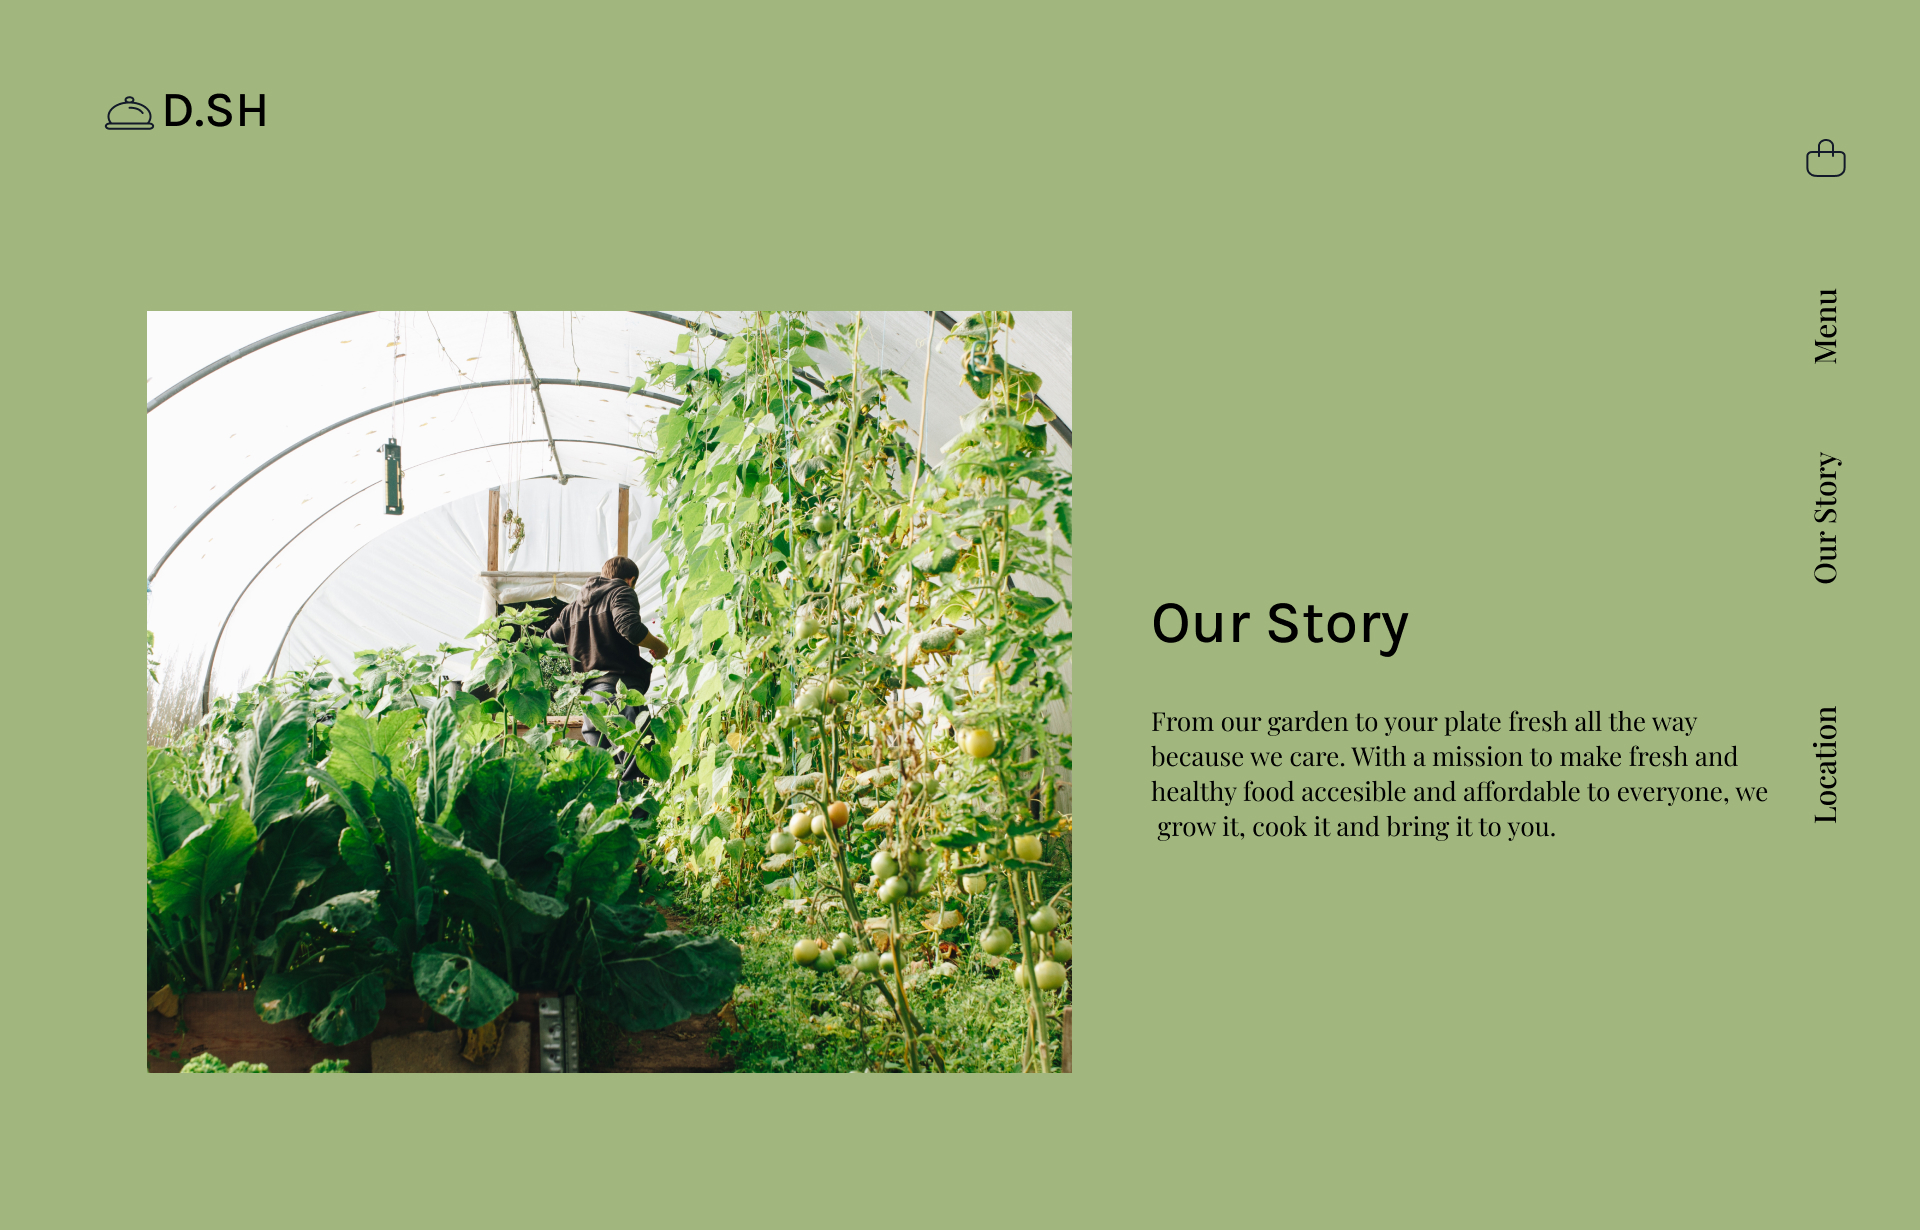 D.SH
Menu
Our Story
Location
Our Story
From our garden to your plate fresh all the way
because we care. With a mission to make fresh and
healthy food accesible and affordable to everyone, we
grow it, cook it and bring it to you.